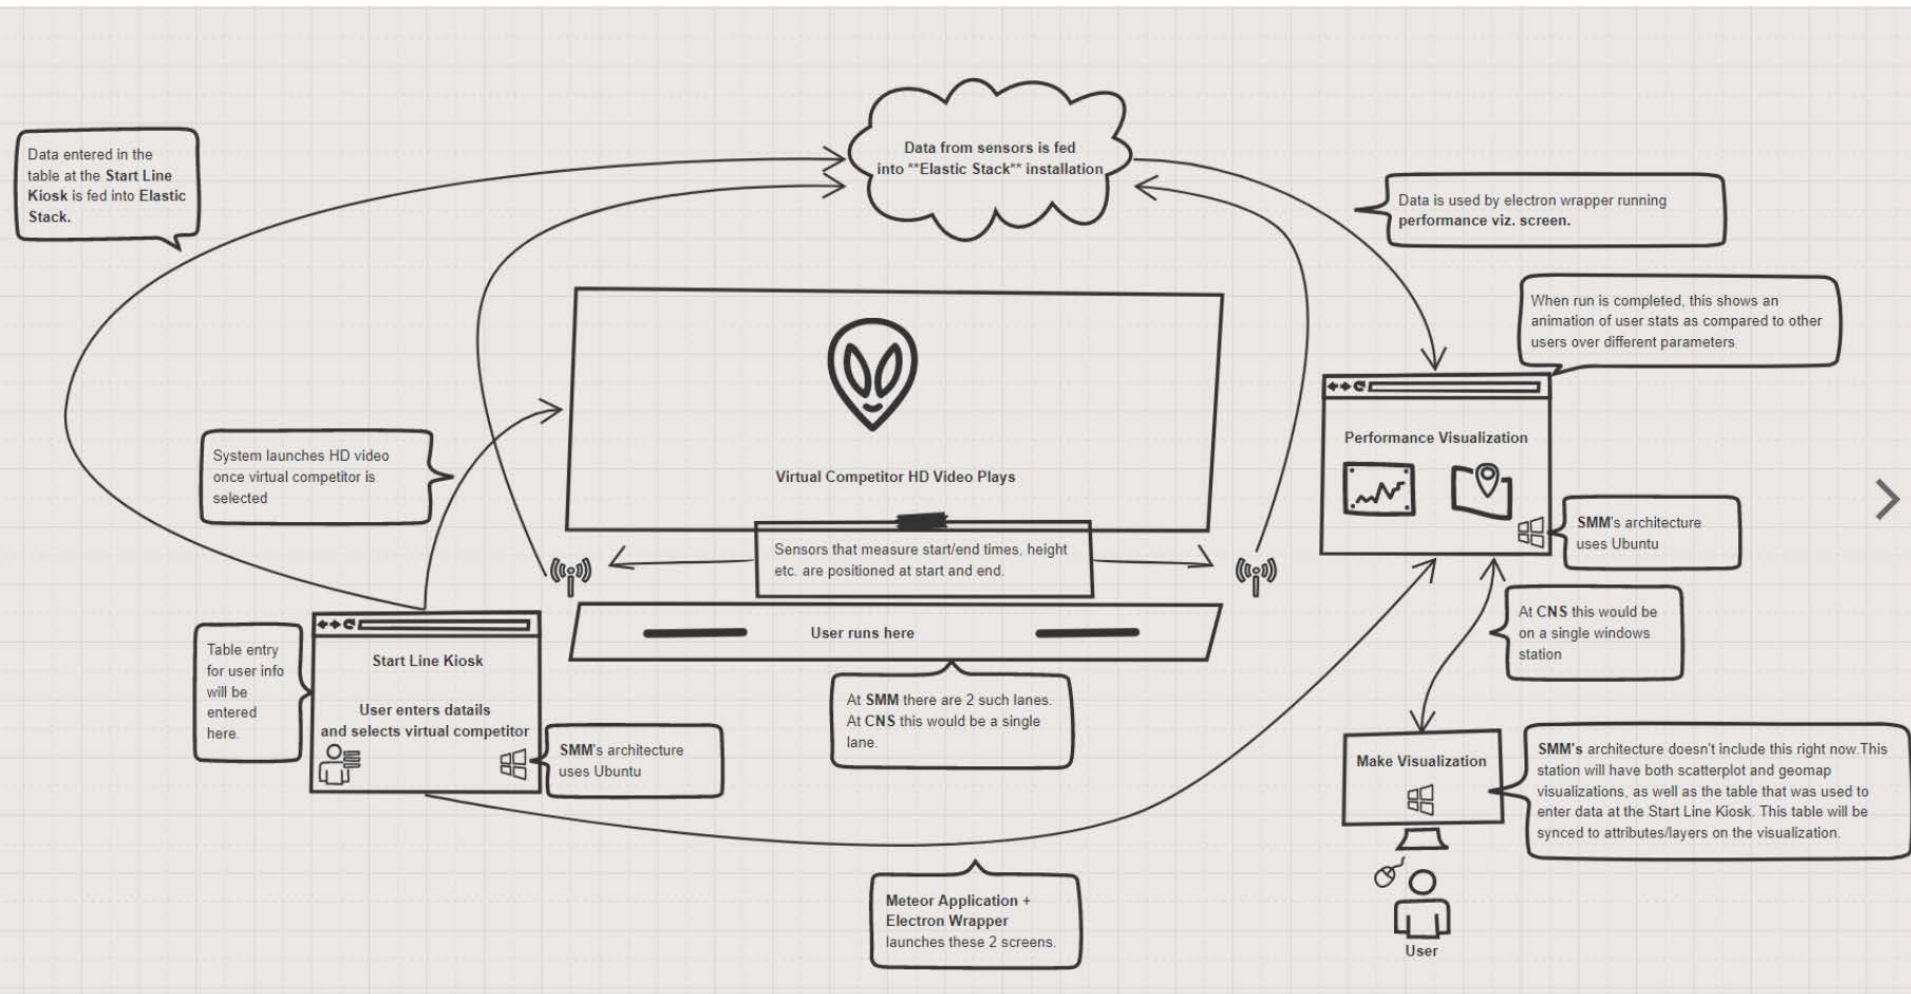 Data from sensors is fed
into **Elastic Stack** installation
Data entered in the
table at the Start Line
Kiosk is fed into Elastic
Stack.
Data is used by electron wrapper running
performance viz. screen.
When run is completed, this shows an
animation of user stats as compared to other
users over different parameters
System launches HD video
once virtual competitor is
selected
Virtual Competitor HD Video Plays
Performance Visualization
SMM's architecture
uses Ubuntu
Sensors that measure start/end times, height
etc. are positioned at start and end.
User runs here
At CNS this would be
on a single windows
station
Table entry
for user info
will be
entered
here.
Start Line Kiosk
User enters datails
and selects virtual competitor
SMM's architecture
uses Ubuntu
At SMM there are 2 such lanes.
At CNS this would be a single
lane.
Make Visualization
SMM's architecture doesn't include this right now.This
station will have both scatterplot and geomap
visualizations, as well as the table that was used to
enter data at the Start Line Kiosk. This table will be
synced to attributes/layers on the visualization.
Meteor Application +
Electron Wrapper
launches these 2 screens.
User